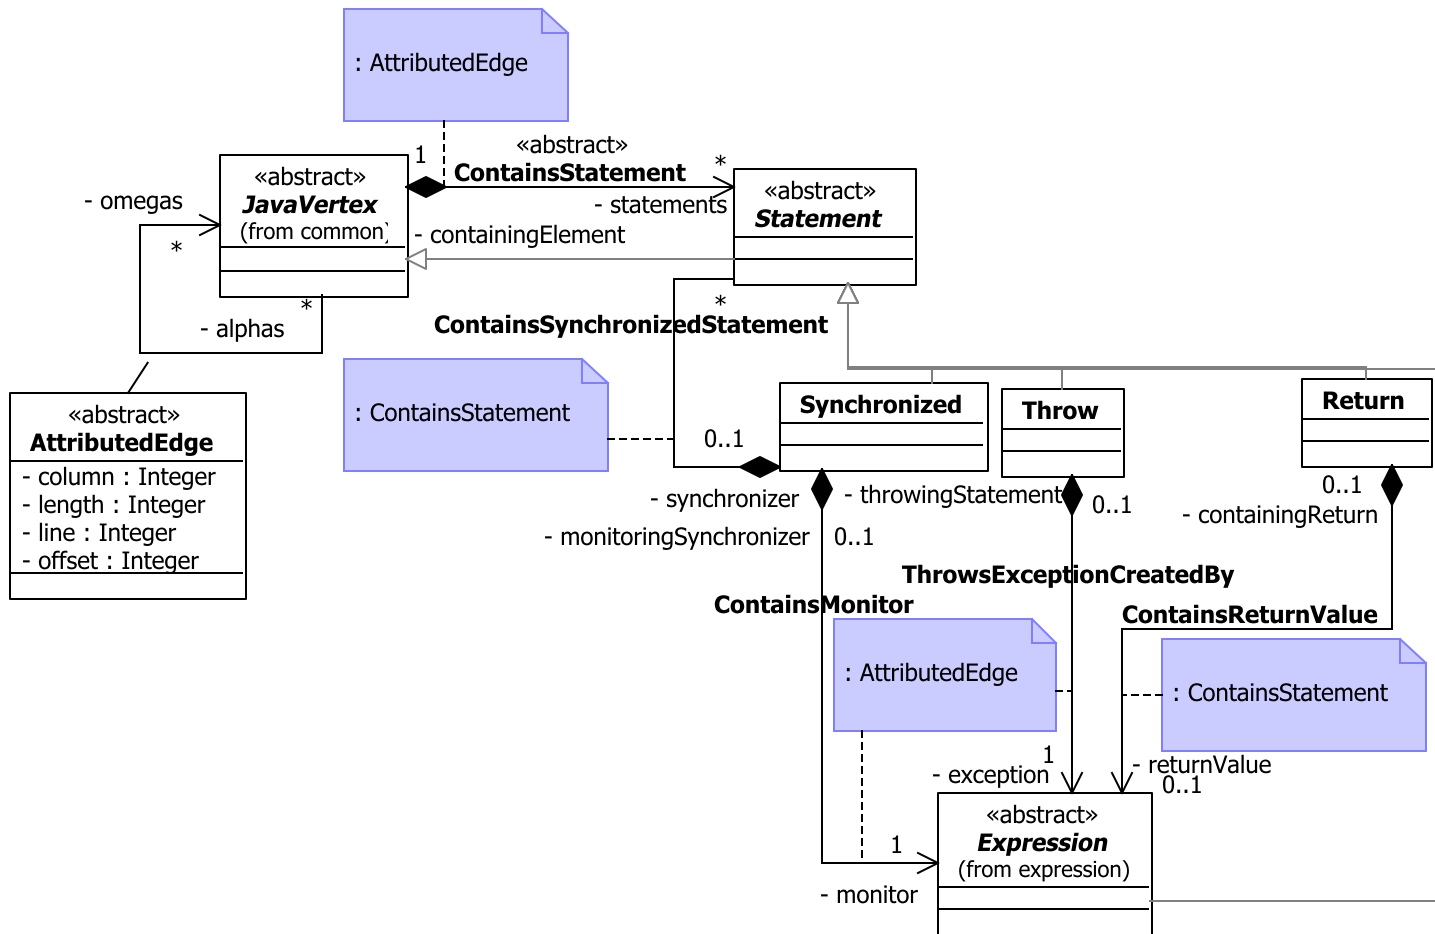 : AttributedEdge
«abstract»
ContainsStatement
1
*
- statements
«abstract»
JavaVertex
(from common)
- omegas
*
- containingElement
«abstract»
Statement
*
- alphas
*
ContainsSynchronizedStatement
: ContainsStatement
«abstract»
AttributedEdge
- column : Integer
- length : Integer
- line : Integer
- offset : Integer
Synchronized
Throw
Return
0..1
- synchronizer
- throwingStatement
0..1
0..1
- containingReturn
- monitoringSynchronizer
0..1
ThrowsExceptionCreatedBy
ContainsMonitor
ContainsReturnValue
: AttributedEdge
: ContainsStatement
1
- exception
- returnValue
0..1
«abstract»
Expression
(from expression)
1
- monitor